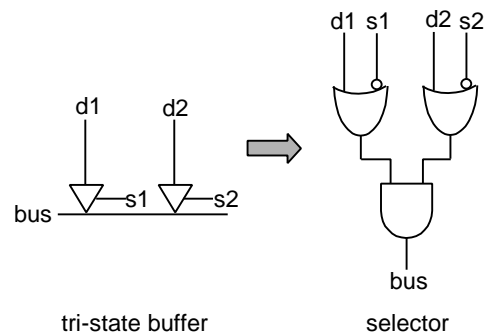 d1 s1 d2 s2
d1 d2
s1 s2
bus
bus
tri-state buffer selector